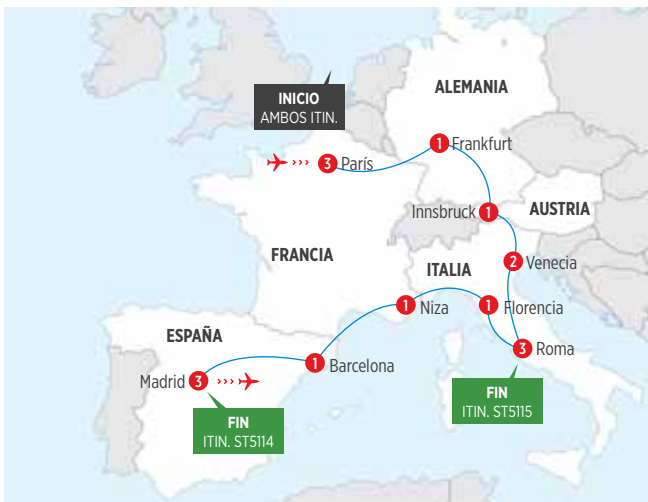 ALEMANIA
INICIO
AMBOS ITIN.
1 Frankfurt
3 París
Innsbruck 1
AUSTRIA
FRANCIA
2 Venecia
ITALIA
1
Niza
1
Florencia
ESPAÑA
3 Roma
1
Barcelona
Madrid 3
FIN
ITIN. ST5115
FIN
ITIN. ST5114